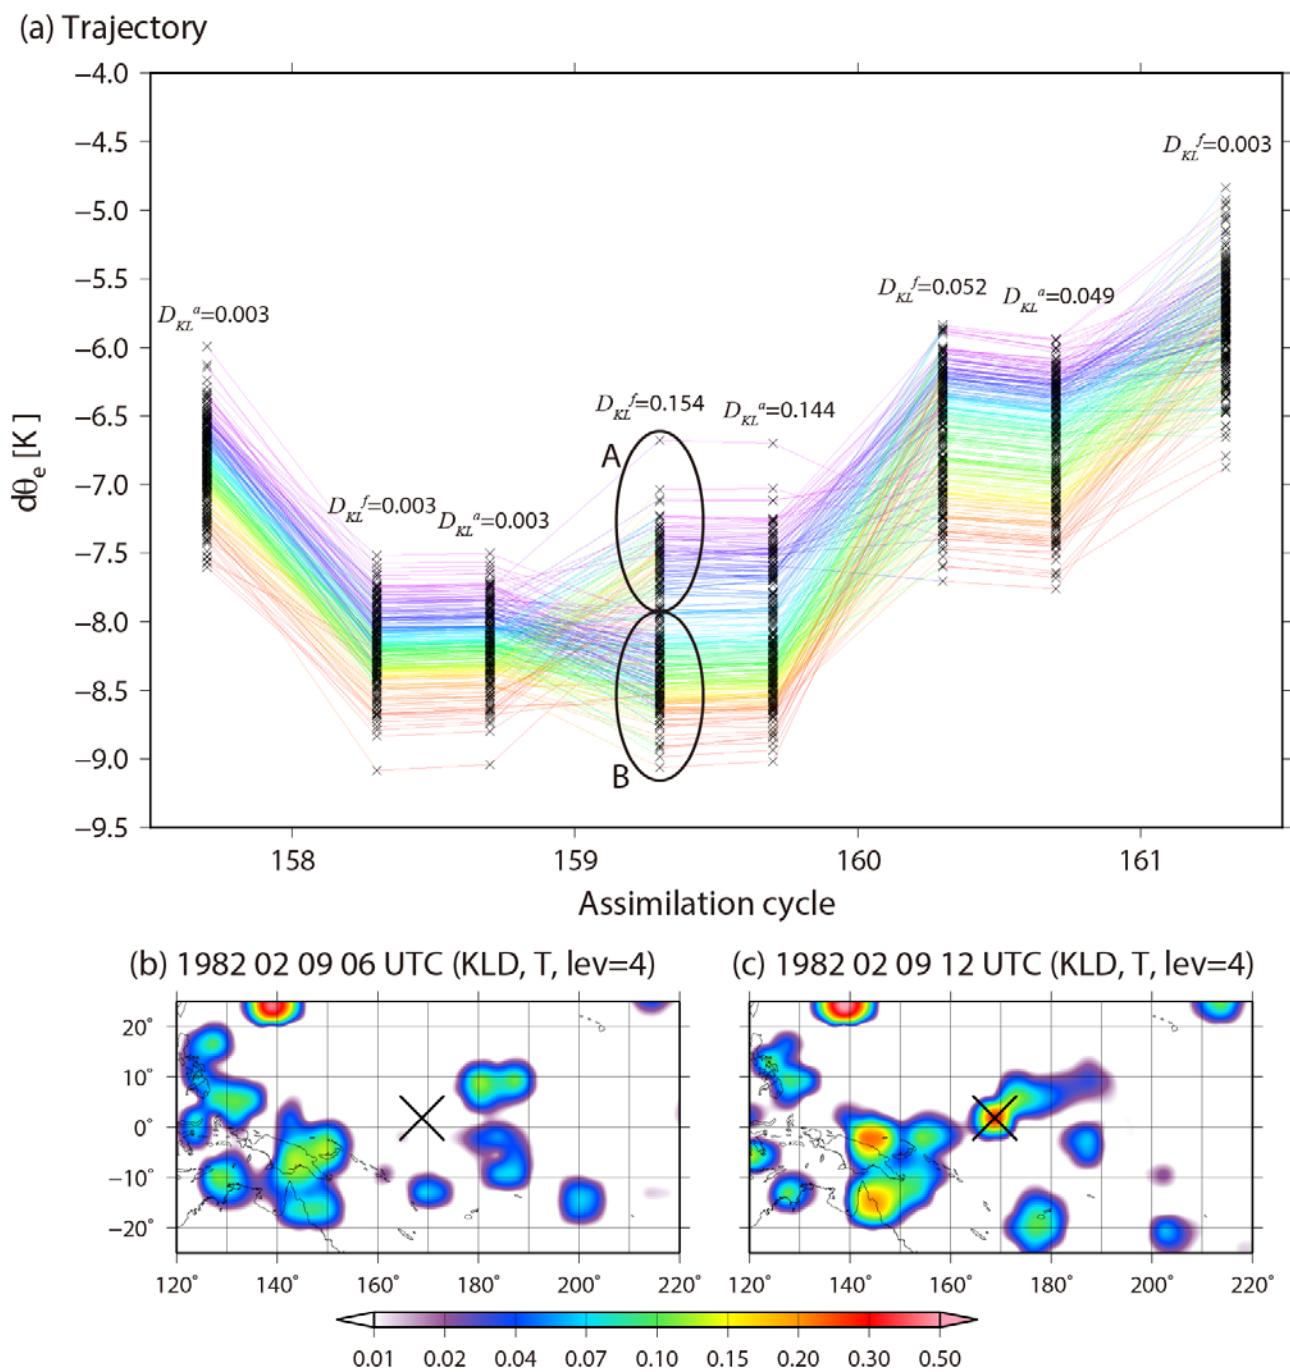 (a) Trajectory
−4.0
−4.5
−5.0
−5.5
−6.0
−6.5
−7.0
−7.5
−8.0
−8.5
−9.0
−9.5
dθe [K]
DKLa=0.003
DKLf=0.003
DKLa=0.003
DKLf=0.154
DKLa=0.144
DKLf=0.052
DKLa=0.049
DKLf=0.003
A
B
158 159 160 161
Assimilation cycle
(b) 1982 02 09 06 UTC (KLD, T, lev=4)
20°
10°
0°
−10°
−20°
120° 140° 160° 180° 200° 220°
(c) 1982 02 09 12 UTC (KLD, T, lev=4)
20°
10°
0°
−10°
−20°
120° 140° 160° 180° 200° 220°
0.01 0.02 0.04 0.07 0.10 0.15 0.20 0.30 0.50